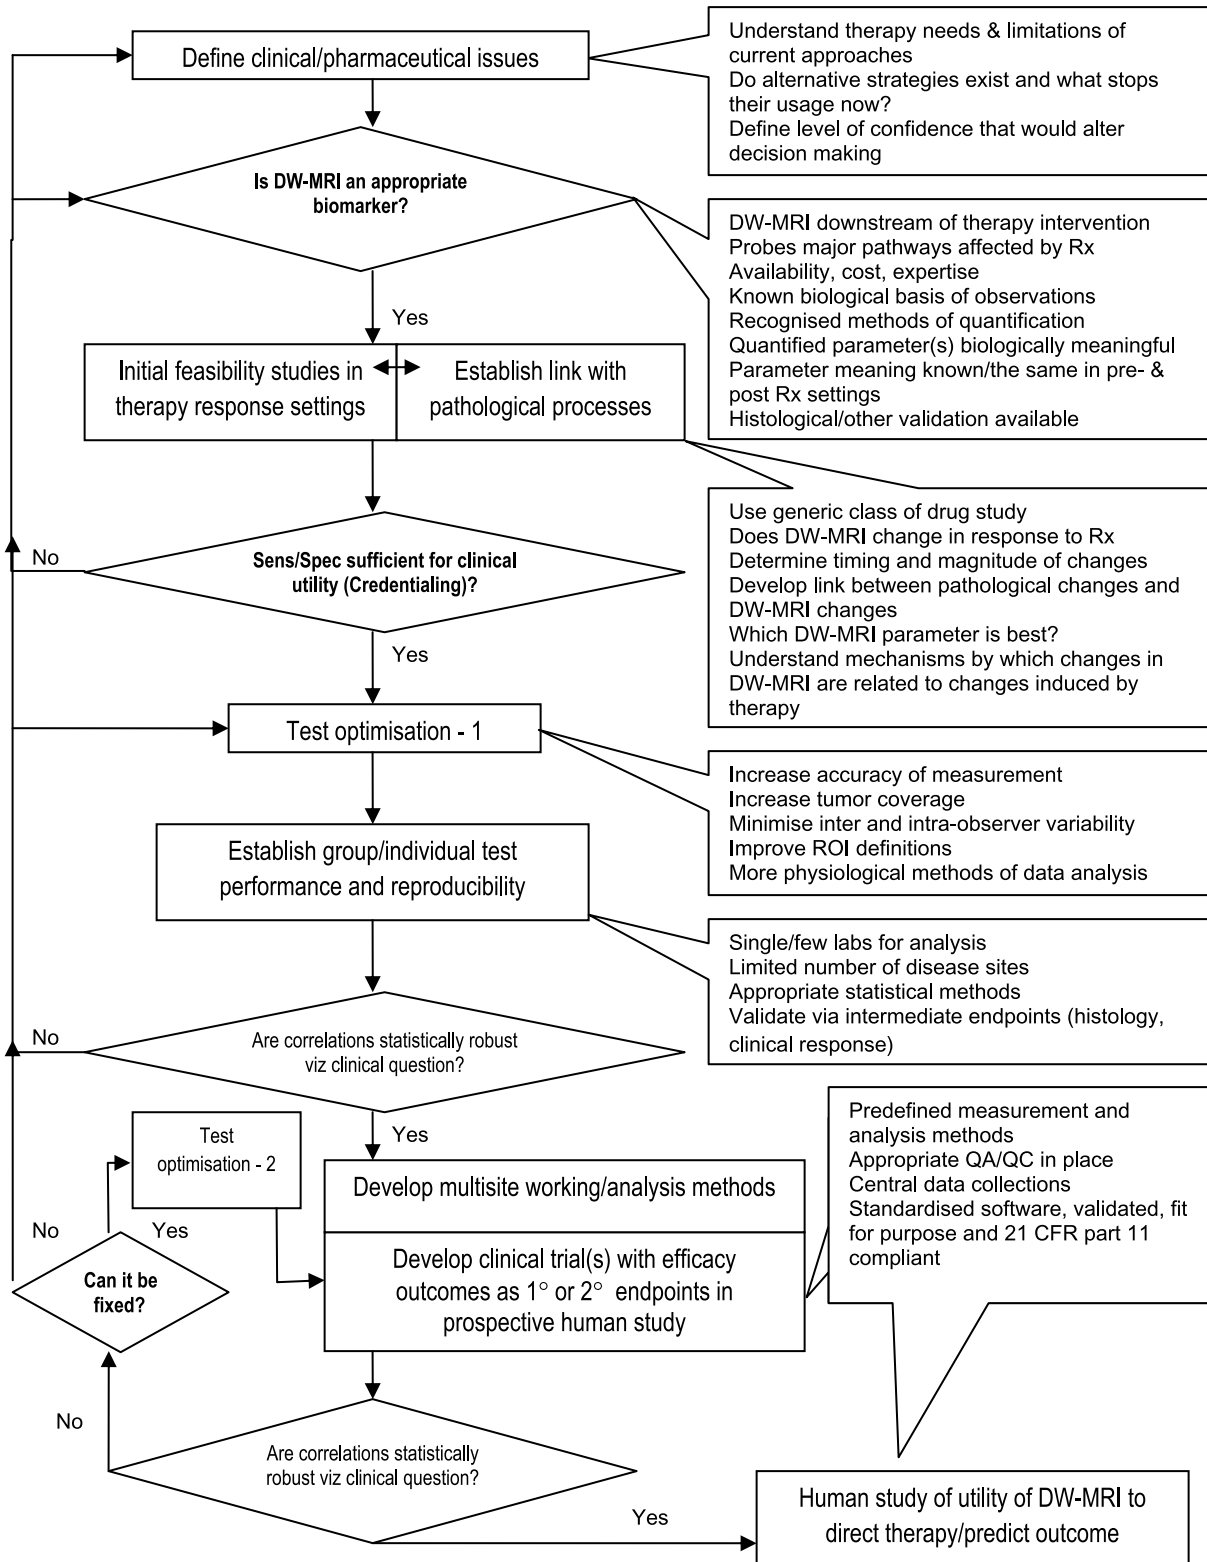 Define clinical/pharmaceutical issues
Understand therapy needs & limitations of
current approaches
Do alternative strategies exist and what stops
their usage now?
Define level of confidence that would alter
decision making
Is DW-MRI an appropriate
biomarker?
DW-MRI downstream of therapy intervention
Probes major pathways affected by Rx
Availability, cost, expertise
Known biological basis of observations
Recognised methods of quantification
Quantified parameter(s) biologically meaningful
Parameter meaning known/the same in pre- &
post Rx settings
Histological/other validation available
Yes
Initial feasibility studies in
therapy response settings
Establish link with
pathological processes
Use generic class of drug study
Does DW-MRI change in response to Rx
Determine timing and magnitude of changes
Develop link between pathological changes and
DW-MRI changes
Which DW-MRI parameter is best?
Understand mechanisms by which changes in
DW-MRI are related to changes induced by
therapy
No
Sens/Spec sufficient for clinical
utility (Credentialing)?
Yes
Test optimisation - 1
Increase accuracy of measurement
Increase tumor coverage
Minimise inter and intra-observer variability
Improve ROI definitions
More physiological methods of data analysis
Establish group/individual test
performance and reproducibility
Single/few labs for analysis
Limited number of disease sites
Appropriate statistical methods
Validate via intermediate endpoints (histology,
clinical response)
No
Are correlations statistically robust
viz clinical question?
Yes
Test
optimisation - 2
Develop multisite working/analysis methods
Develop clinical trial(s) with efficacy
outcomes as 1° or 2° endpoints in
prospective human study
Predefined measurement and
analysis methods
Appropriate QA/QC in place
Central data collections
Standardised software, validated, fit
for purpose and 21 CFR part 11
compliant
No
Yes
Can it be
fixed?
No
Are correlations statistically
robust viz clinical question?
Yes
Human study of utility of DW-MRI to
direct therapy/predict outcome